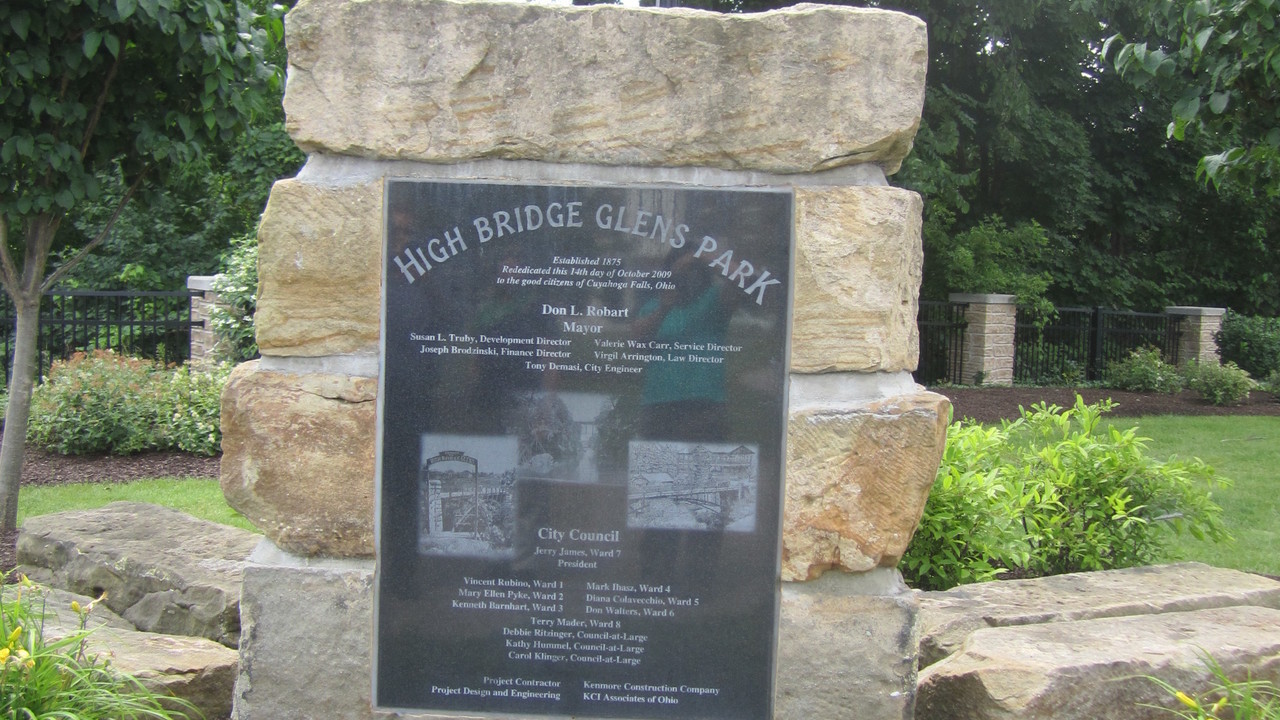 HIGH BRIDGE GLENS PARK
Established 1875
Rededicated this 14th day of October 2009
to the good citizens of Cuyahoga Falls, Ohio
Don L. Robart
Mayor
Susan L. Truby, Development Director Valerie Wax Carr, Service Director
Joseph Brodzinski, Finance Director Virgil Arrington, Law Director
Tony Demasi, City Engineer
City Council
Jerry James, Ward 7
President
Vincent Rubino, Ward 1 Mark Ihasz, Ward 4
Mary Ellen Pyke, Ward 2 Diana Colavecchio, Ward 5
Kenneth Barnhart, Ward 3 Don Walters, Ward 6
Terry Mader, Ward 8
Debbie Ritzinger, Council-at-Large
Kathy Hummel, Council-at-Large
Carol Klinger, Council-at-Large
Project Contractor Kenmore Construction Company
Project Design and Engineering KCI Associates of Ohio